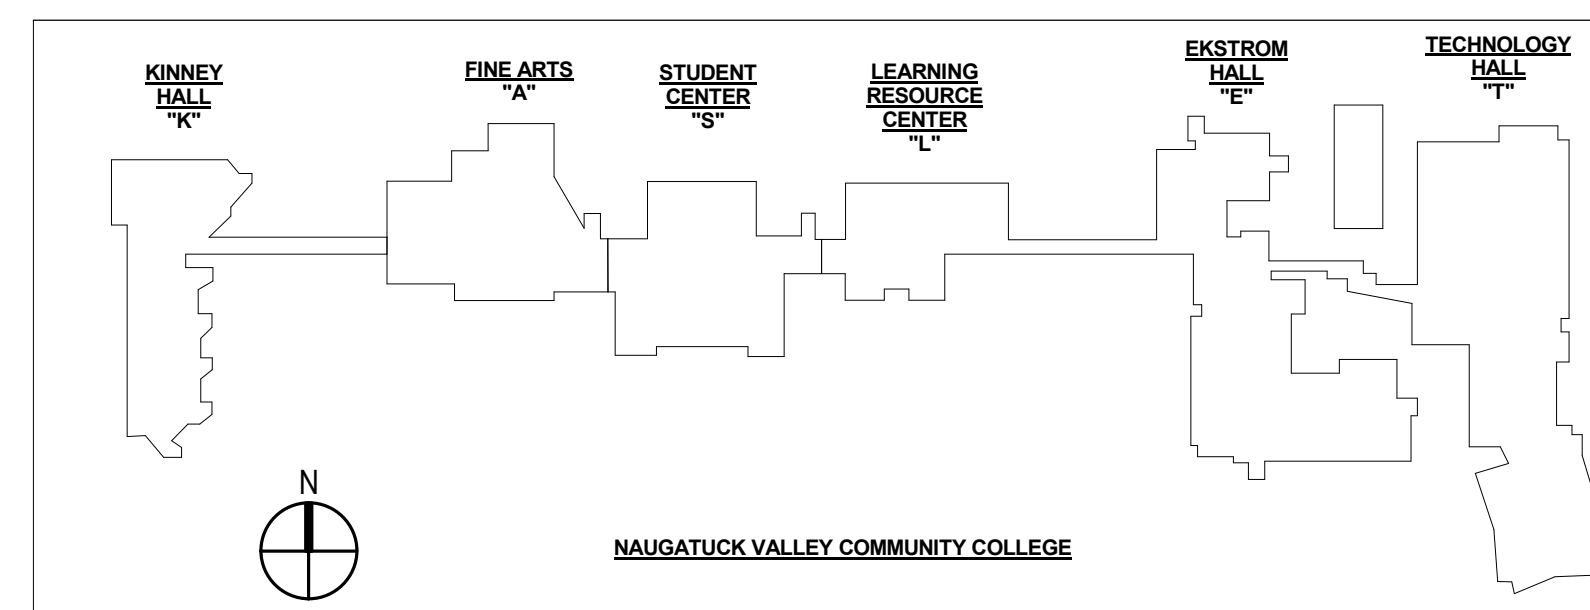 KINNEY
HALL
"K"
FINE ARTS
"A"
STUDENT
CENTER
"S"
LEARNING
RESOURCE
CENTER
"L"
EKSTROM
HALL
"E"
TECHNOLOGY
HALL
"T"
N
NAUGATUCK VALLEY COMMUNITY COLLEGE